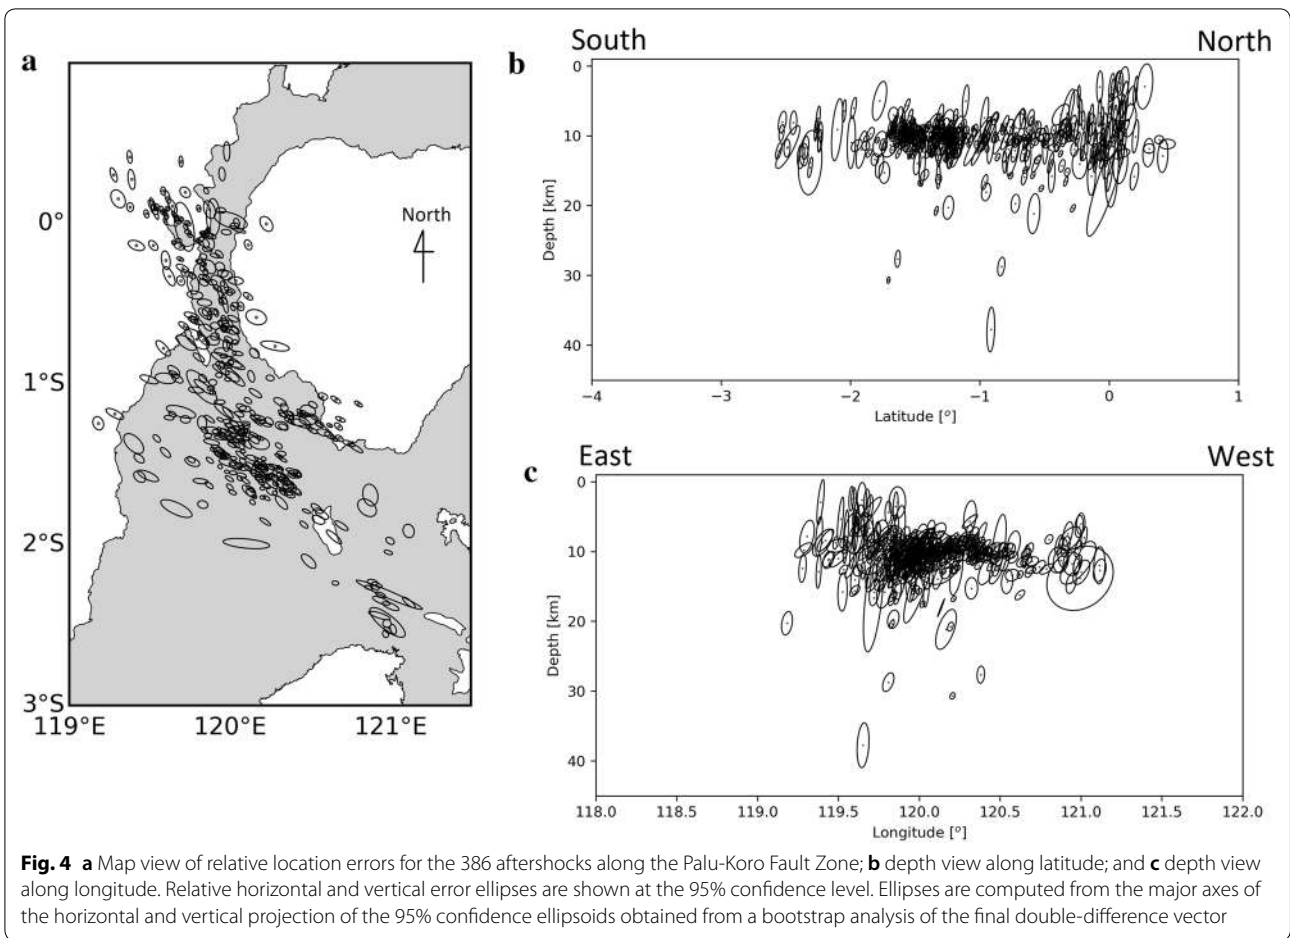 a
North
0°
1°S
2°S
3°S
119°E 120°E 121°E
b
South North
0
10
20
30
40
Depth [km]
−4 −3 −2 −1 0 1
Latitude [°]
c
East West
0
10
20
30
40
Depth [km]
118.0 118.5 119.0 119.5 120.0 120.5 121.0 121.5 122.0
Longitude [°]
Fig. 4 a Map view of relative location errors for the 386 aftershocks along the Palu-Koro Fault Zone; b depth view along latitude; and c depth view
along longitude. Relative horizontal and vertical error ellipses are shown at the 95% confidence level. Ellipses are computed from the major axes of
the horizontal and vertical projection of the 95% confidence ellipsoids obtained from a bootstrap analysis of the final double-difference vector